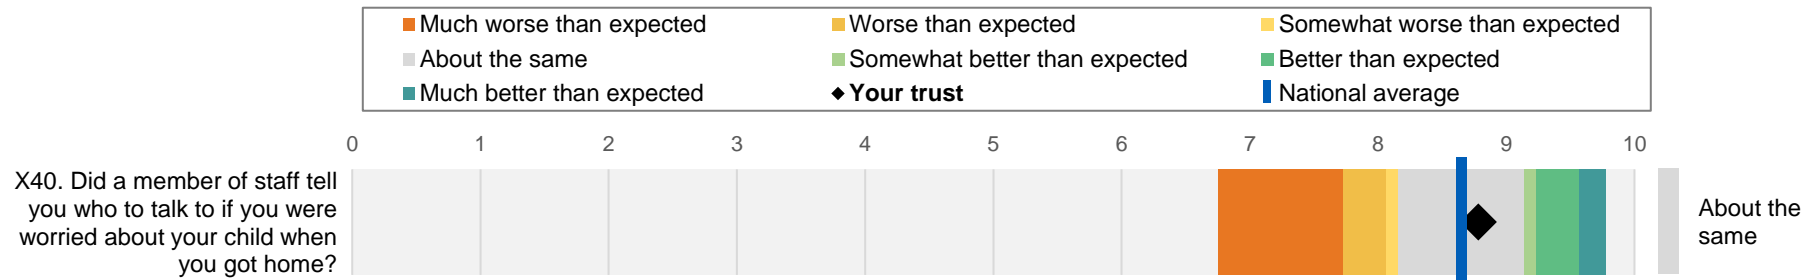 Much worse than expected
Worse than expected
Somewhat worse than expected
About the same
Somewhat better than expected
Better than expected
Much better than expected
Your trust
National average
0 1 2 3 4 5 6 7 8 9 10
X40. Did a member of staff tell
you who to talk to if you were
worried about your child when
you got home?
About the
same